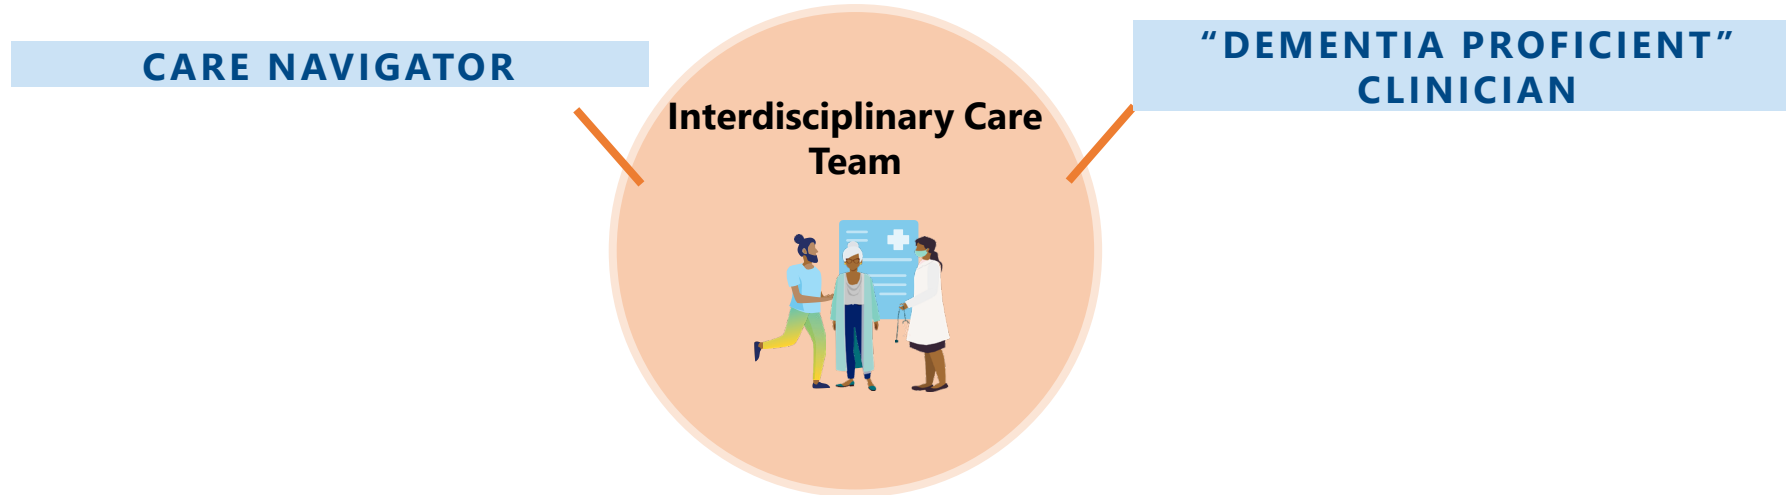 CARE NAVIGATOR
“DEMENTIA PROFICIENT”
CLINICIAN
Interdisciplinary Care
Team